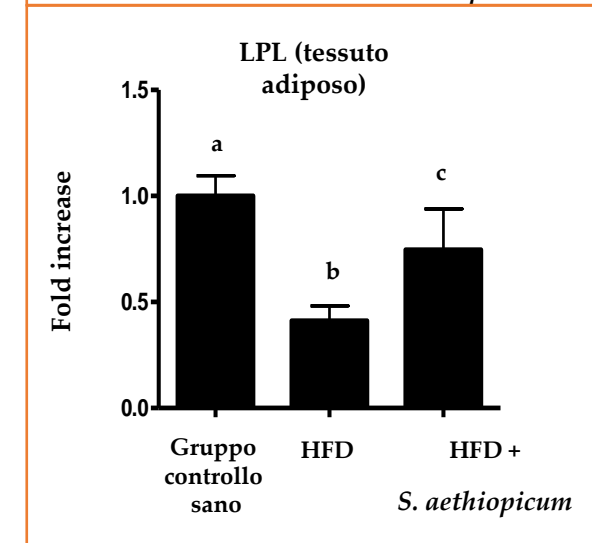 LPL (tessuto
adiposo)
Fold increase
1.5
1.0
0.5
0.0
a
b
c
Gruppo
controllo
sano
HFD
HFD +
S. aethiopicum